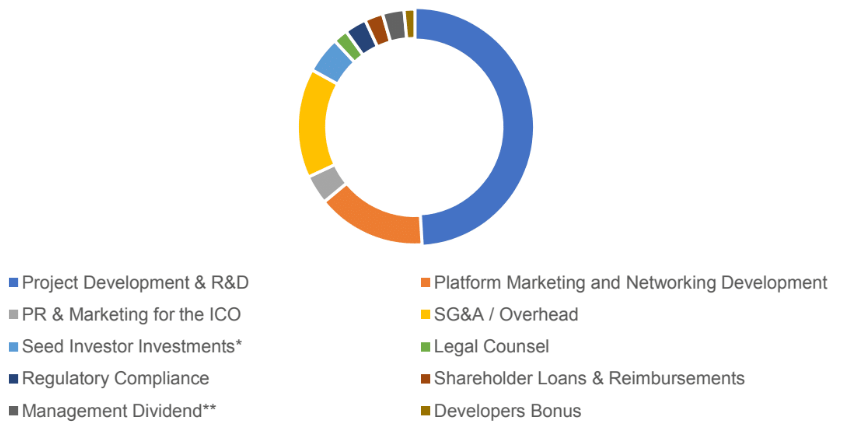 Project Development & R&D
Platform Marketing and Networking Development
PR & Marketing for the ICO
SG&A / Overhead
Seed Investor Investments*
Legal Counsel
Regulatory Compliance
Shareholder Loans & Reimbursements
Management Dividend**
Developers Bonus